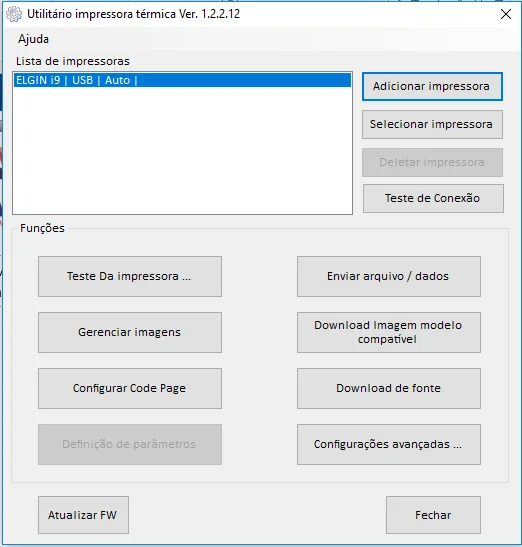 Utilitário impressora térmica Ver. 1.2.2.12
Ajuda
Lista de impressoras
ELGIN i9 | USB | Auto |
Adicionar impressora
Selecionar impressora
Deletar impressora
Teste de Conexão
Funções
Teste Da impressora ...
Enviar arquivo / dados
Gerenciar imagens
Download Imagem modelo
compatível
Configurar Code Page
Download de fonte
Definição de parâmetros
Configurações avançadas ...
Atualizar FW
Fechar